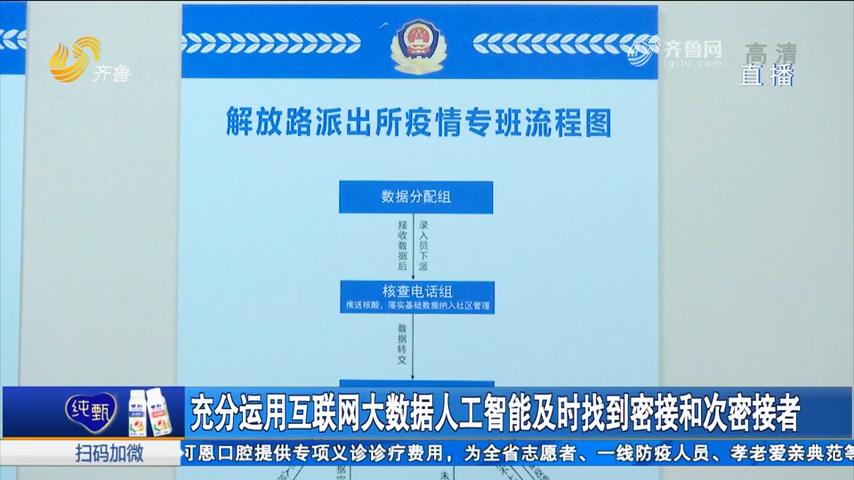 齐鲁
齐鲁网
iqilu.com
高清
直播
解放路派出所疫情专班流程图
数据分配组
接收数据后
录入员下派
核查电话组
推送核酸、落实基础数据纳入社区管理
数据转交
纯甄
充分运用互联网大数据人工智能及时找到密接和次密接者
扫码加微
可恩口腔提供专项义诊诊疗费用，为全省志愿者、一线防疫人员、孝老爱亲典范等